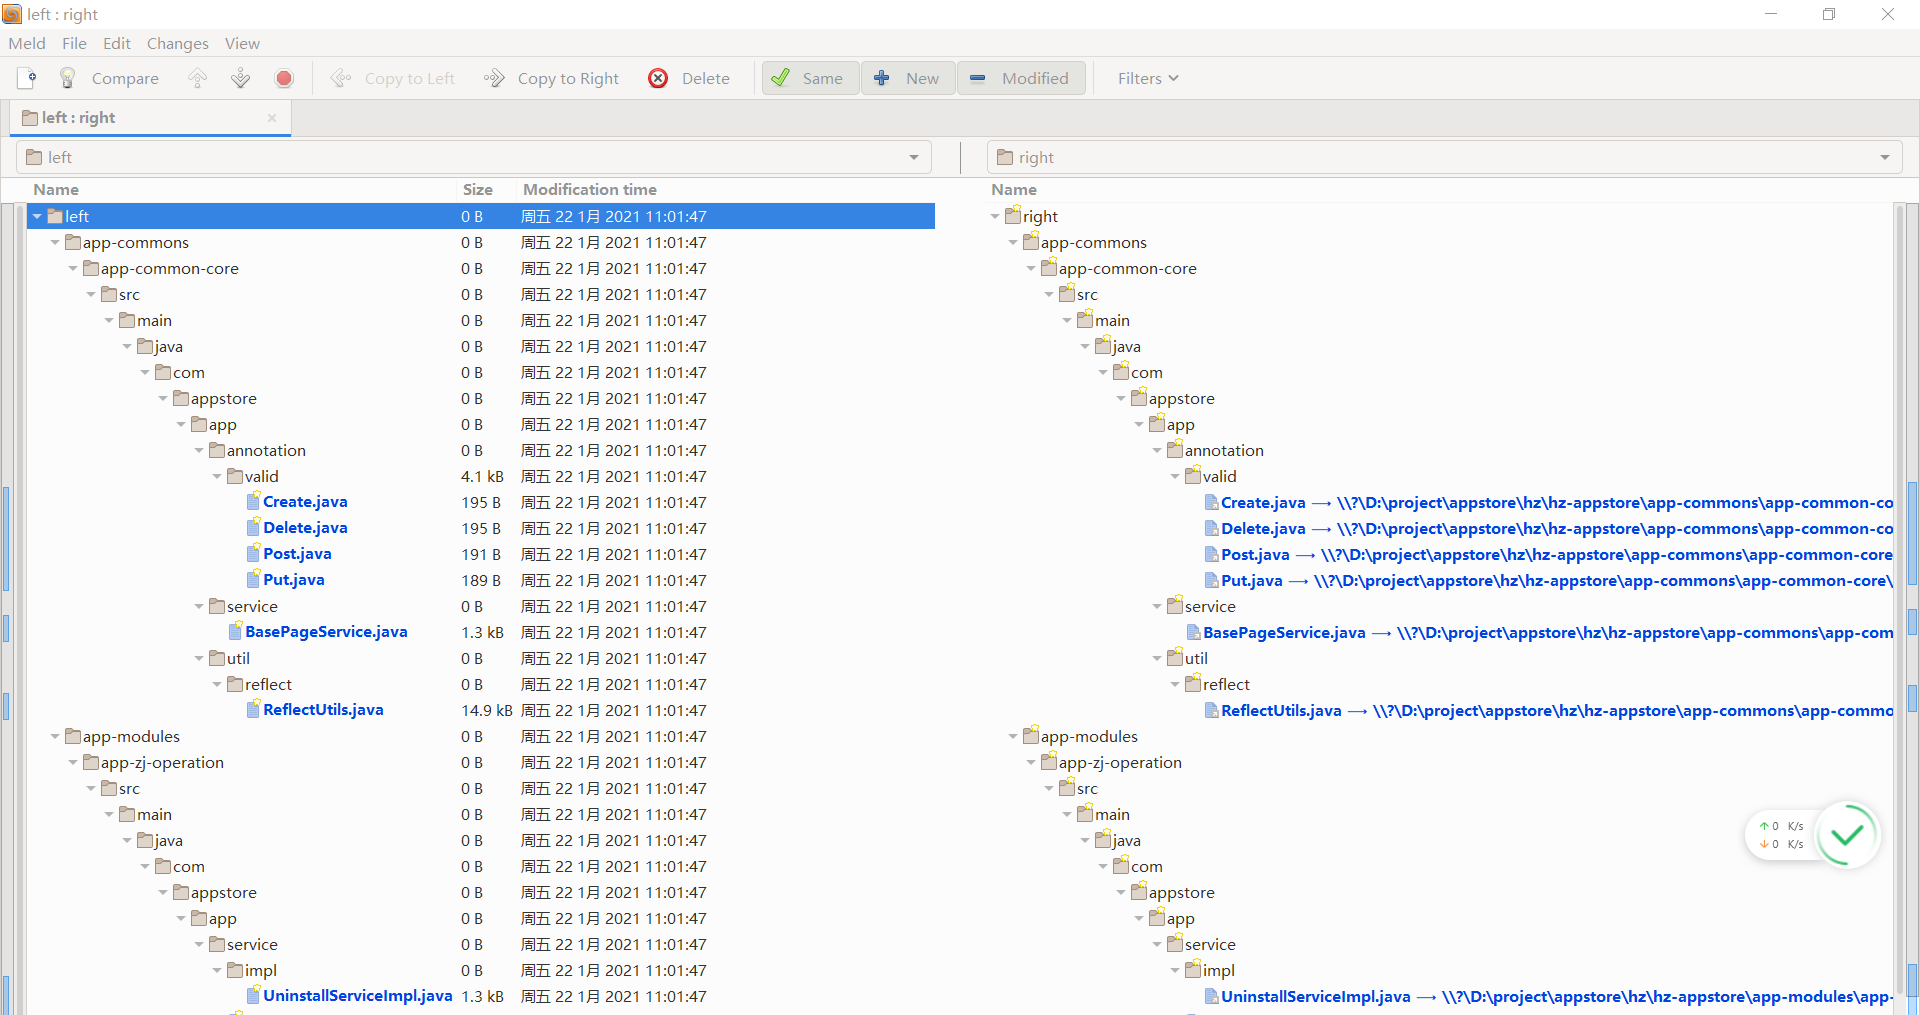 left : right
Meld File Edit Changes View
Compare Copy to Left Copy to Right Delete Same New Modified Filters
left : right
left right
Name Size Modification time Name
left 0 B 周五 22 1月 2021 11:01:47 right
app-commons 0 B 周五 22 1月 2021 11:01:47 app-commons
app-common-core 0 B 周五 22 1月 2021 11:01:47 app-common-core
src 0 B 周五 22 1月 2021 11:01:47 src
main 0 B 周五 22 1月 2021 11:01:47 main
java 0 B 周五 22 1月 2021 11:01:47 java
com 0 B 周五 22 1月 2021 11:01:47 com
appstore 0 B 周五 22 1月 2021 11:01:47 appstore
app 0 B 周五 22 1月 2021 11:01:47 app
annotation 0 B 周五 22 1月 2021 11:01:47 annotation
valid 4.1 kB 周五 22 1月 2021 11:01:47 valid
Create.java 195 B 周五 22 1月 2021 11:01:47 Create.java → \\?\D:\project\appstore\hz\hz-appstore\app-commons\app-common-co
Delete.java 195 B 周五 22 1月 2021 11:01:47 Delete.java → \\?\D:\project\appstore\hz\hz-appstore\app-commons\app-common-co
Post.java 191 B 周五 22 1月 2021 11:01:47 Post.java → \\?\D:\project\appstore\hz\hz-appstore\app-commons\app-common-core
Put.java 189 B 周五 22 1月 2021 11:01:47 Put.java → \\?\D:\project\appstore\hz\hz-appstore\app-commons\app-common-core\
service 0 B 周五 22 1月 2021 11:01:47 service
BasePageService.java 1.3 kB 周五 22 1月 2021 11:01:47 BasePageService.java → \\?\D:\project\appstore\hz\hz-appstore\app-commons\app-com
util 0 B 周五 22 1月 2021 11:01:47 util
reflect 0 B 周五 22 1月 2021 11:01:47 reflect
ReflectUtils.java 14.9 kB 周五 22 1月 2021 11:01:47 ReflectUtils.java → \\?\D:\project\appstore\hz\hz-appstore\app-commons\app-commo
app-modules 0 B 周五 22 1月 2021 11:01:47 app-modules
app-zj-operation 0 B 周五 22 1月 2021 11:01:47 app-zj-operation
src 0 B 周五 22 1月 2021 11:01:47 src
main 0 B 周五 22 1月 2021 11:01:47 main
↑ 0 K/s
java 0 B 周五 22 1月 2021 11:01:47 java
↓ 0 K/s
com 0 B 周五 22 1月 2021 11:01:47 com
appstore 0 B 周五 22 1月 2021 11:01:47 appstore
app 0 B 周五 22 1月 2021 11:01:47 app
service 0 B 周五 22 1月 2021 11:01:47 service
impl 0 B 周五 22 1月 2021 11:01:47 impl
UninstallServiceImpl.java 1.3 kB 周五 22 1月 2021 11:01:47 UninstallServiceImpl.java → \\?\D:\project\appstore\hz\hz-appstore\app-modules\app-